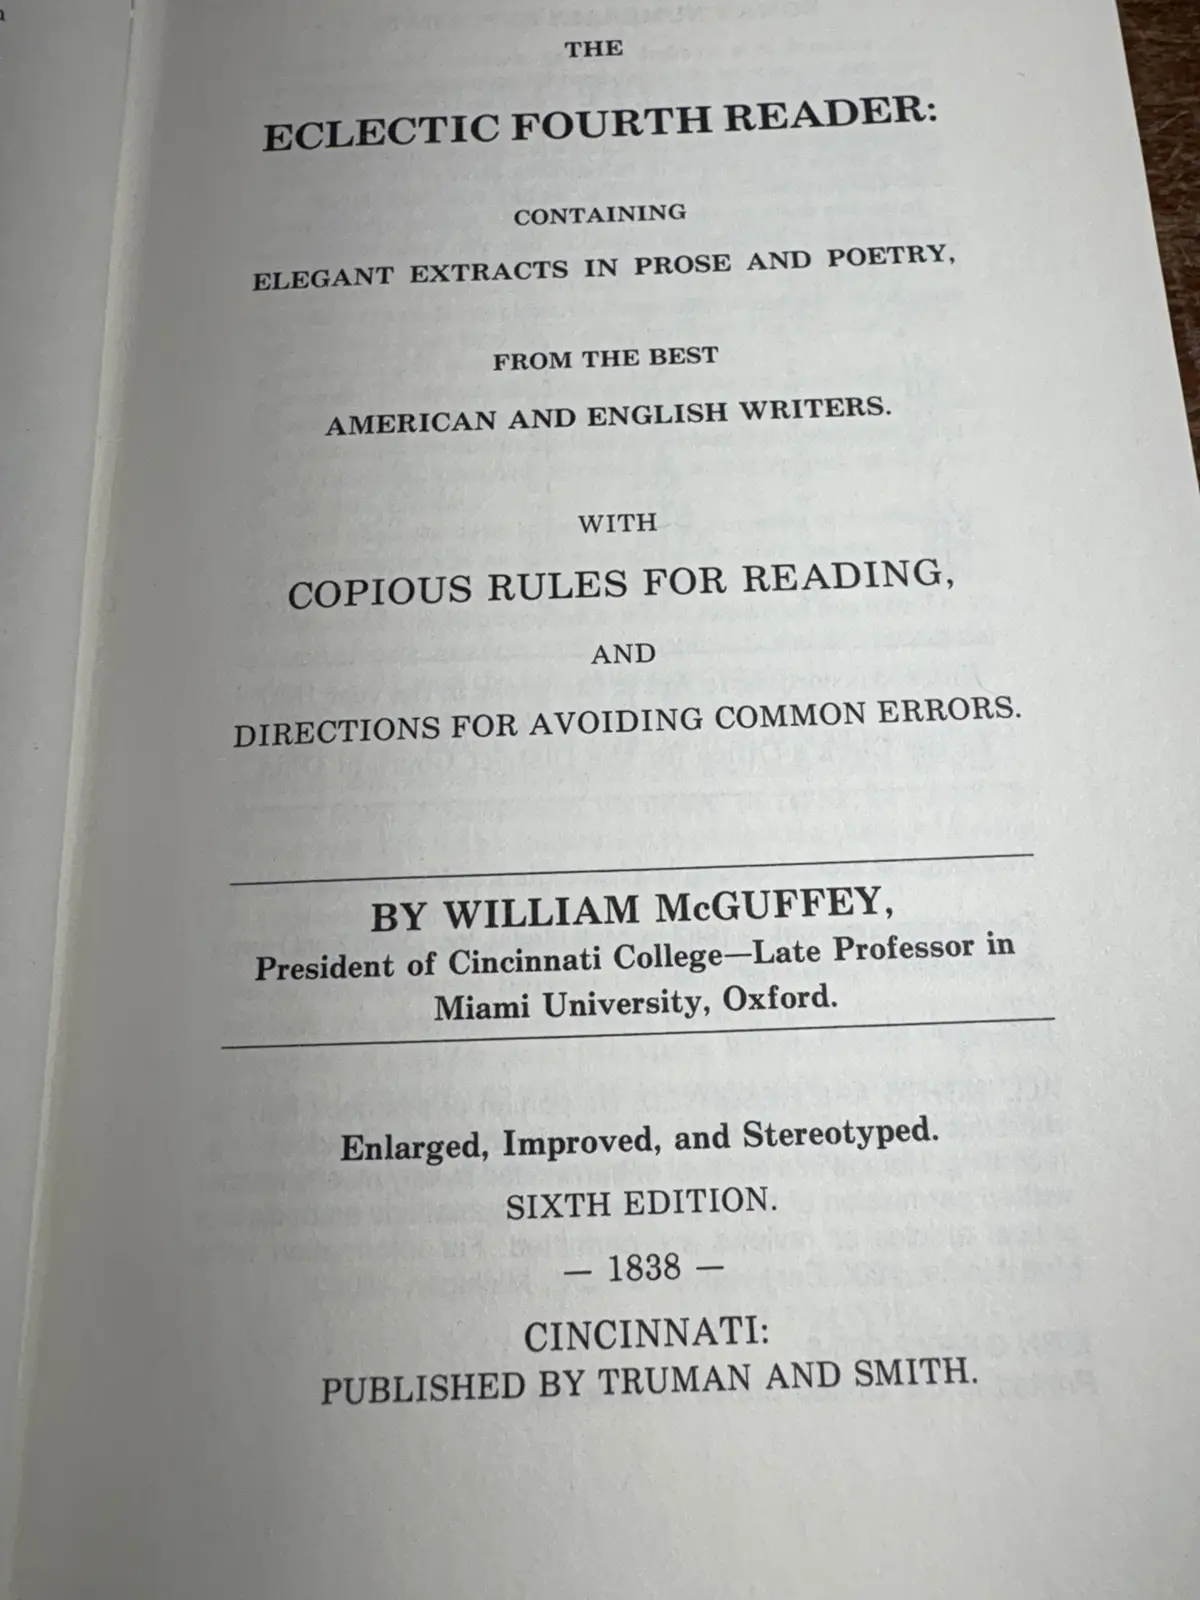 THE
ECLECTIC FOURTH READER:
CONTAINING
ELEGANT EXTRACTS IN PROSE AND POETRY,
FROM THE BEST
AMERICAN AND ENGLISH WRITERS.
WITH
COPIOUS RULES FOR READING,
AND
DIRECTIONS FOR AVOIDING COMMON ERRORS.
BY WILLIAM McGUFFEY,
President of Cincinnati College—Late Professor in
Miami University, Oxford.
Enlarged, Improved, and Stereotyped.
SIXTH EDITION.
— 1838 —
CINCINNATI:
PUBLISHED BY TRUMAN AND SMITH.